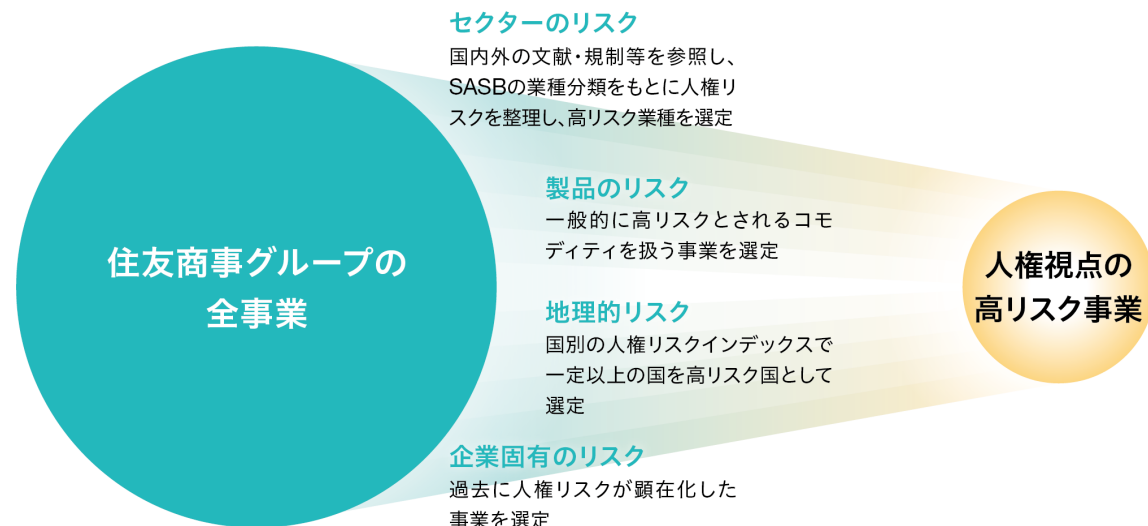 住友商事グループの
全事業
セクターのリスク
国内外の文献・規制等を参照し、
SASBの業種分類をもとに人権リ
スクを整理し、高リスク業種を選定
製品のリスク
一般的に高リスクとされるコモ
ディティを扱う事業を選定
地理的リスク
国別の人権リスクインデックスで
一定以上の国を高リスク国として
選定
企業固有のリスク
過去に人権リスクが顕在化した
事業を選定
人権視点の
高リスク事業